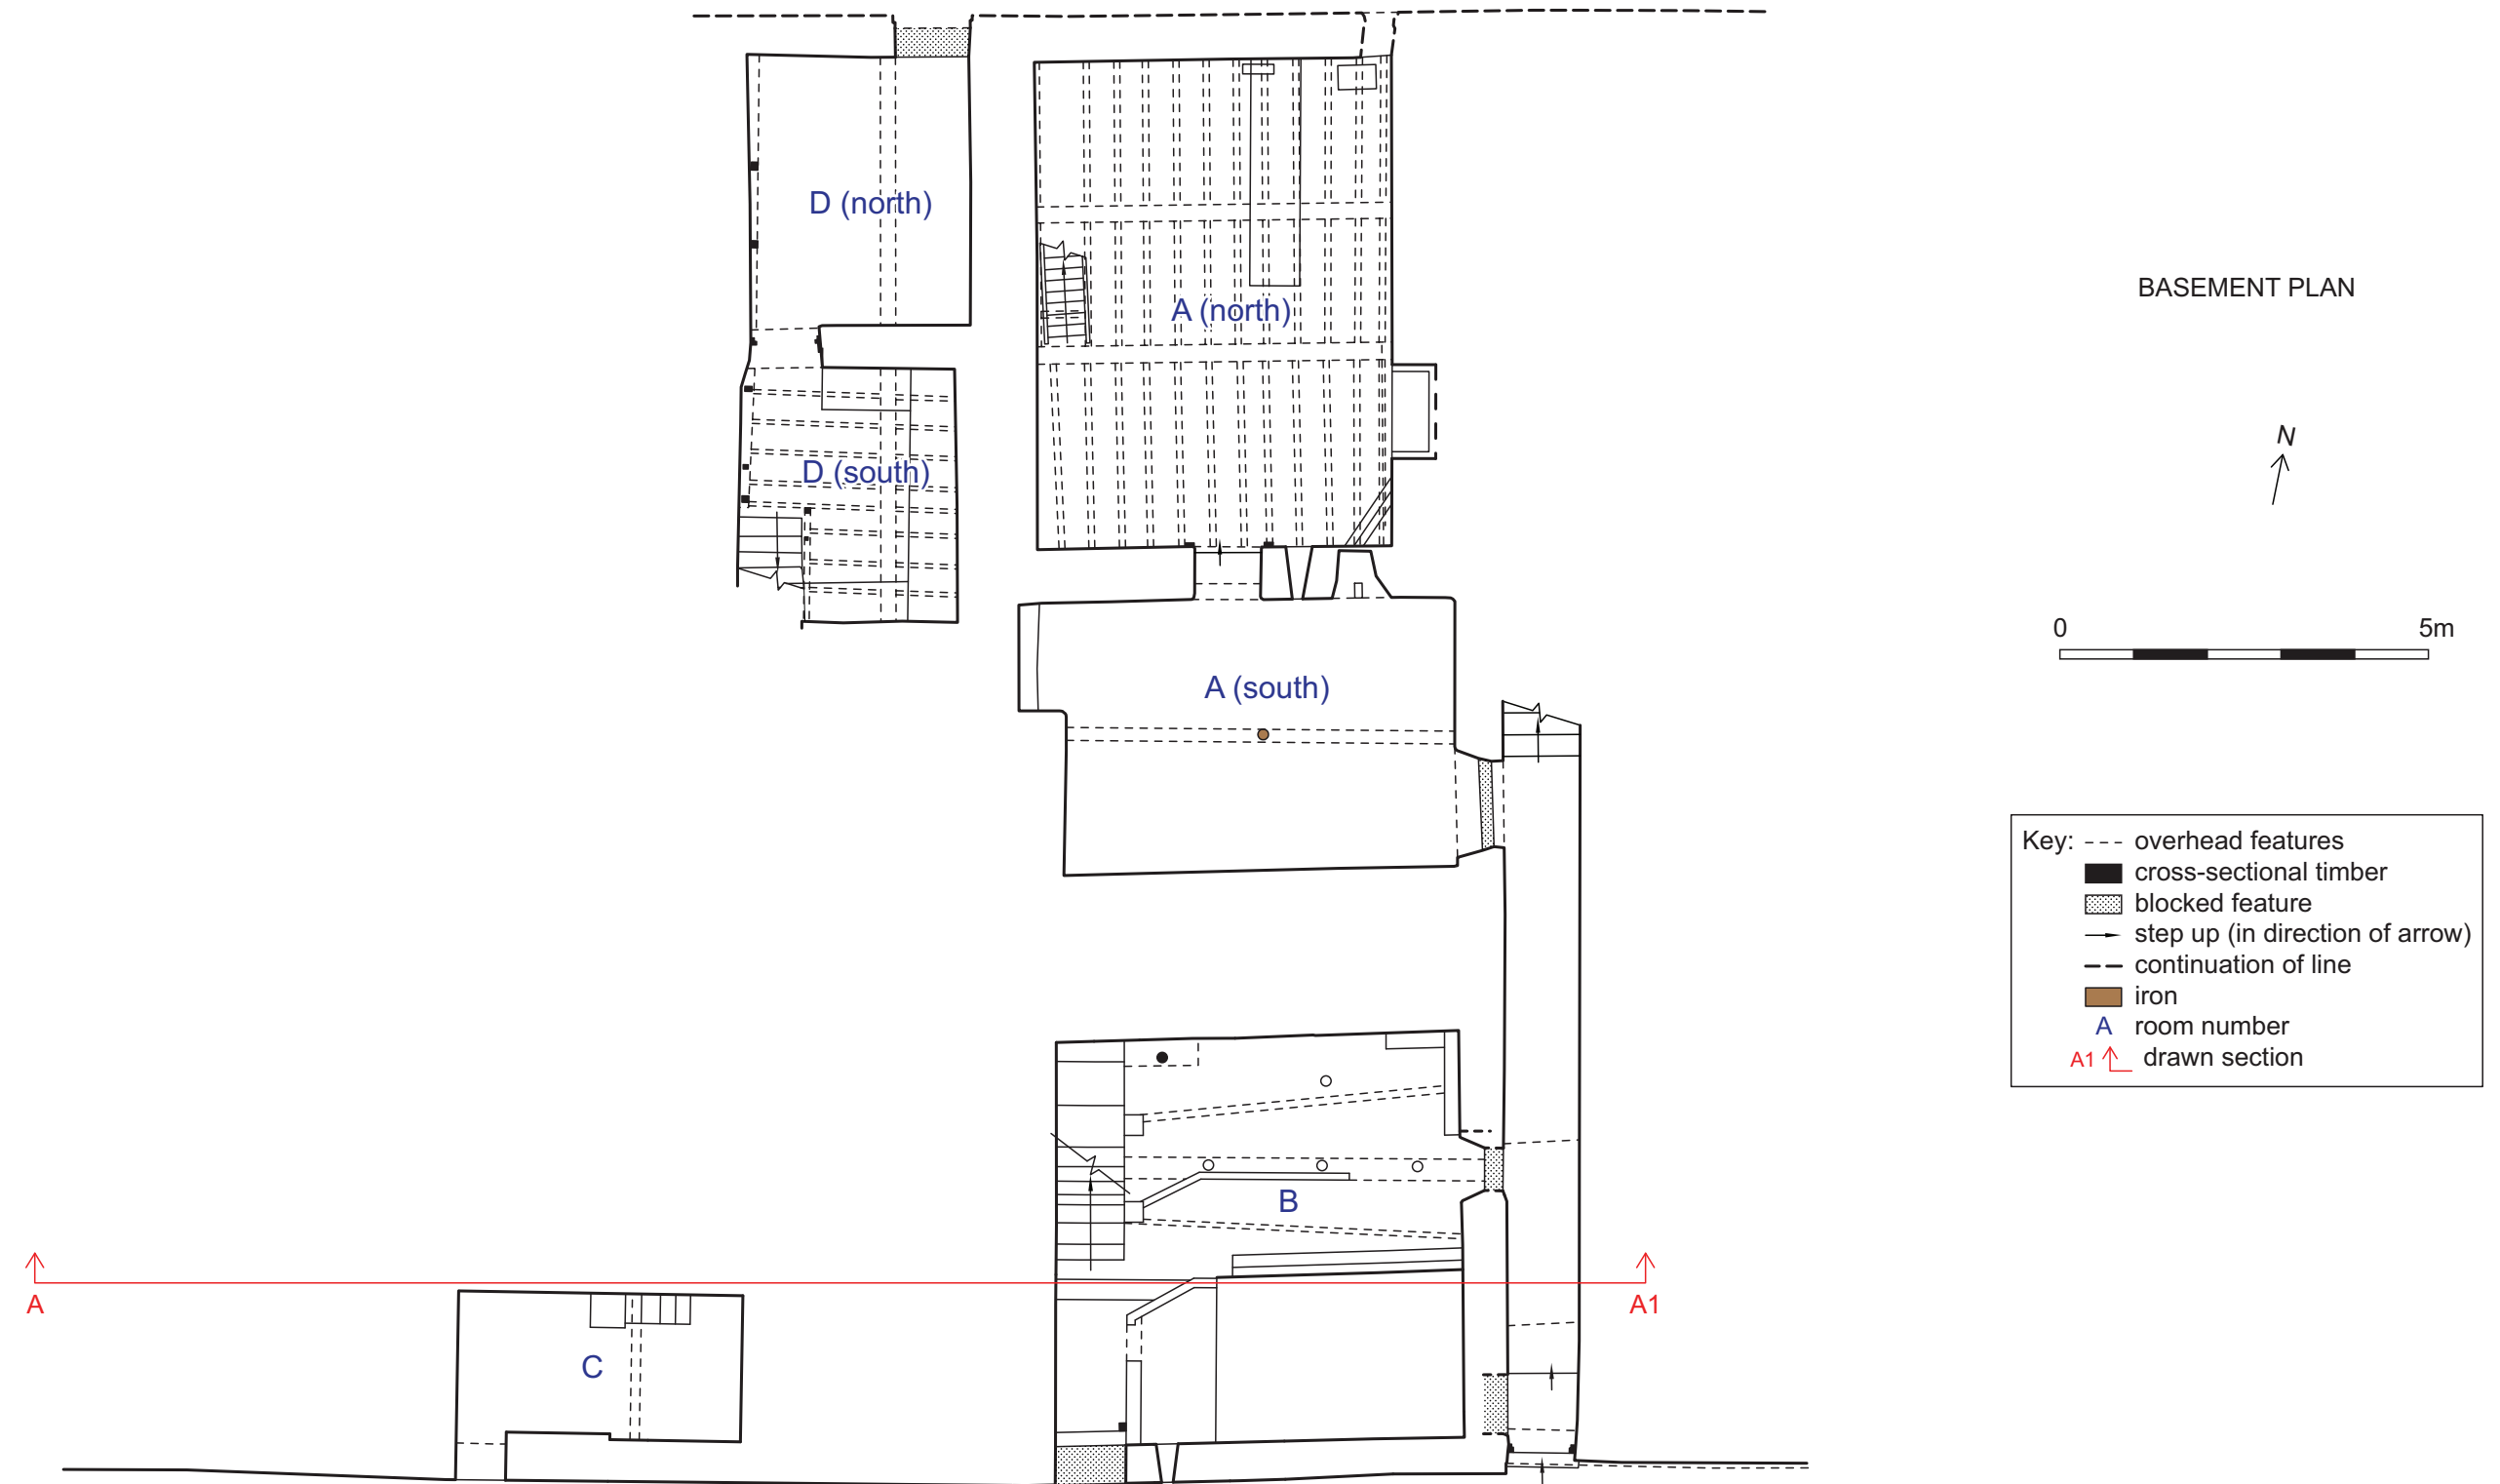 D (north)
A (north)
BASEMENT PLAN
N
D (south)
0 5m
A (south)
Key: overhead features
cross-sectional timber
blocked feature
step up (in direction of arrow)
continuation of line
iron
A room number
A1 drawn section
B
A A1
C